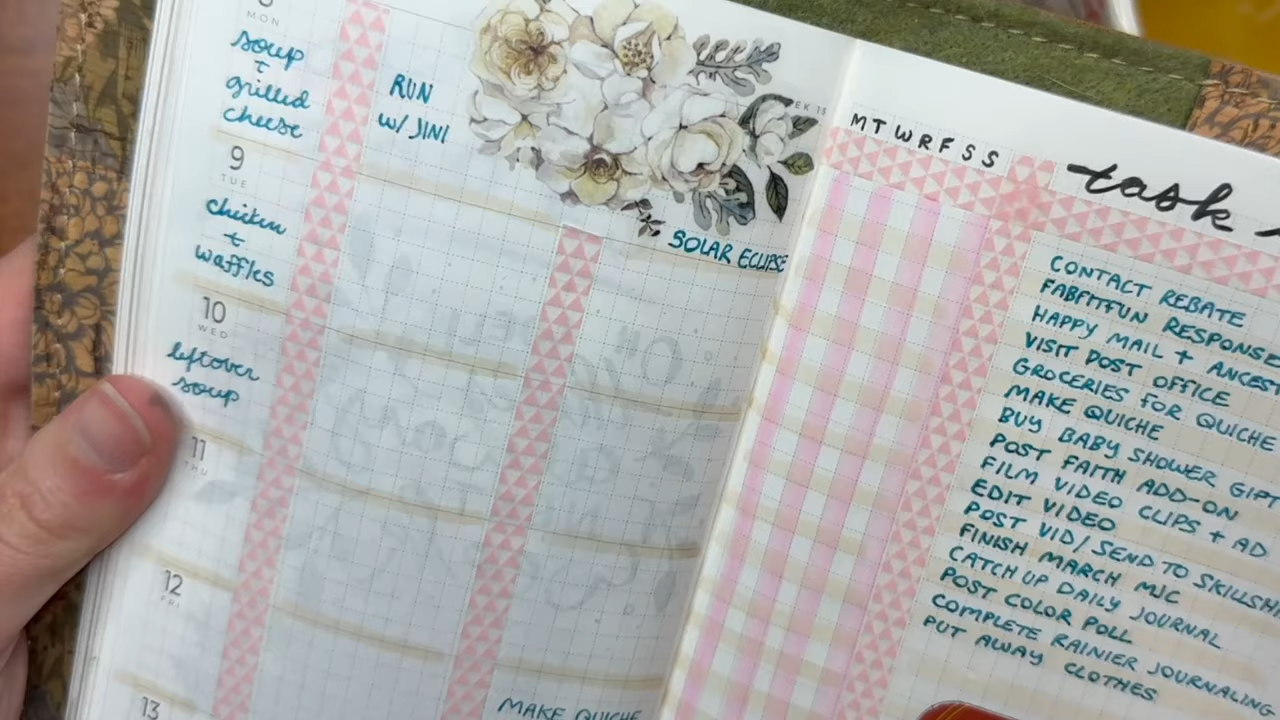 MON
soup
+
grilled
cheese
RUN
W/ JINI
9
TUE
chicken
+
waffles
SOLAR ECLIPSE
10
WED
leftover
soup
11
THU
12
FRI
13
MAKE QUICHE
M T W R F S S
task
CONTACT REBATE
FABFITFUN RESPONSE
HAPPY MAIL + ANCEST
VISIT POST OFFICE
GROCERIES FOR QUICHE
MAKE QUICHE
BUY BABY SHOWER GIFT
POST FAITH ADD-ON
FILM VIDEO CLIPS + AD
EDIT VIDEO
POST VID/SEND TO SKILLSH
FINISH MARCH MJC
CATCH UP DAILY JOURNAL
POST COLOR POLL
COMPLETE RAINIER JOURNALING
PUT AWAY CLOTHES